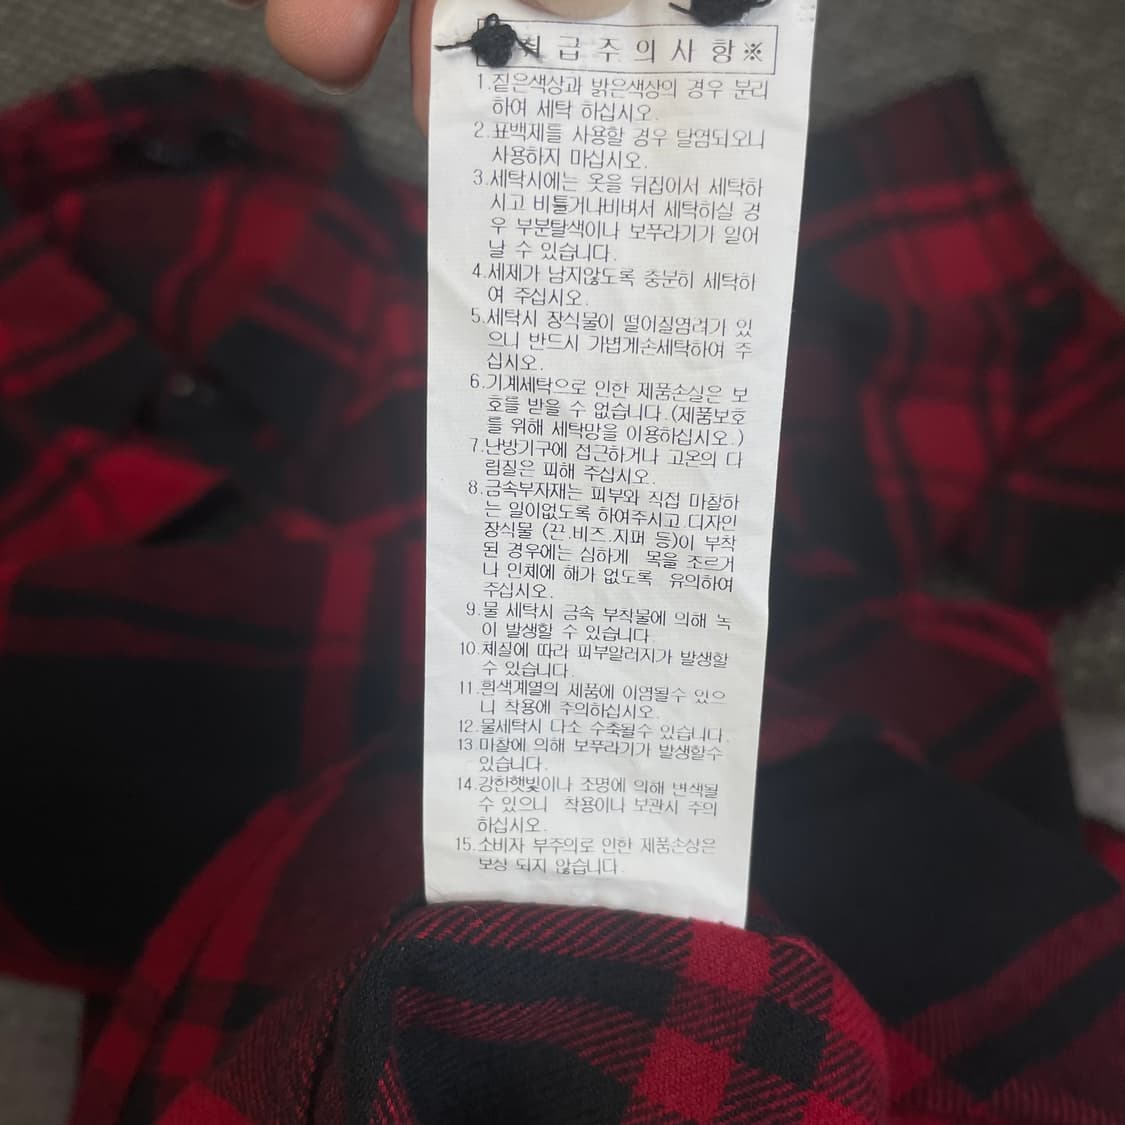 취급주의사항※
1.짙은색상과 밝은색상의 경우 분리
하여 세탁 하십시오.
2.표백제를 사용할 경우 탈염되오니
사용하지 마십시오.
3.세탁시에는 옷을 뒤집어서 세탁하
시고 비틀거나비벼서 세탁하실 경
우 부분탈색이나 보푸라기가 일어
날 수 있습니다.
4.세제가 남지않도록 충분히 세탁하
여 주십시오.
5.세탁시 장식물이 떨어질염려가 있
으니 반드시 가볍게손세탁하여 주
십시오.
6.기계세탁으로 인한 제품손실은 보
호를 받을 수 없습니다.(제품보호
를 위해 세탁망을 이용하십시오.)
7.난방기구에 접근하거나 고온의 다
림질은 피해 주십시오.
8.금속부자재는 피부와 직접 마찰하
는 일이없도록 하여주시고.디자인
장식물 (끈.비즈.지퍼 등)이 부착
된 경우에는 심하게 목을 조르거
나 인체에 해가 없도록 유의하여
주십시오.
9.물 세탁시 금속 부착물에 의해 녹
이 발생할 수 있습니다.
10.체질에 따라 피부알러지가 발생할
수 있습니다.
11.흰색계열의 제품에 이염될수 있으
니 착용에 주의하십시오.
12.물세탁시 다소 수축될수 있습니다.
13.마찰에 의해 보푸라기가 발생할수
있습니다.
14.강한햇빛이나 조명에 의해 변색될
수 있으니 착용이나 보관시 주의
하십시오.
15.소비자 부주의로 인한 제품손상은
보상 되지 않습니다.